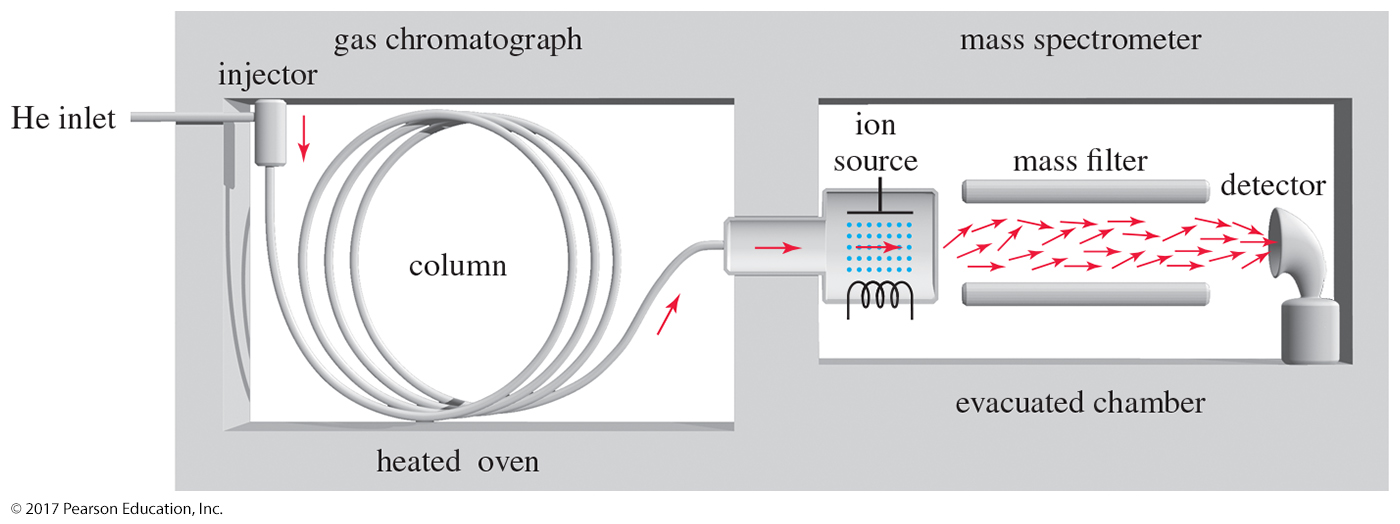 gas chromatograph
mass spectrometer
injector
He inlet
ion
source
mass filter
detector
column
evacuated chamber
heated oven
© 2017 Pearson Education, Inc.